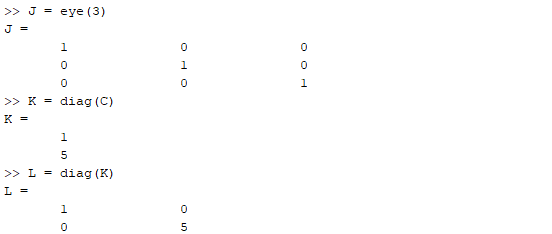 >> J = eye(3)
J =
1 0 0
0 1 0
0 0 1
>> K = diag(C)
K =
1
5
>> L = diag(K)
L =
1 0
0 5